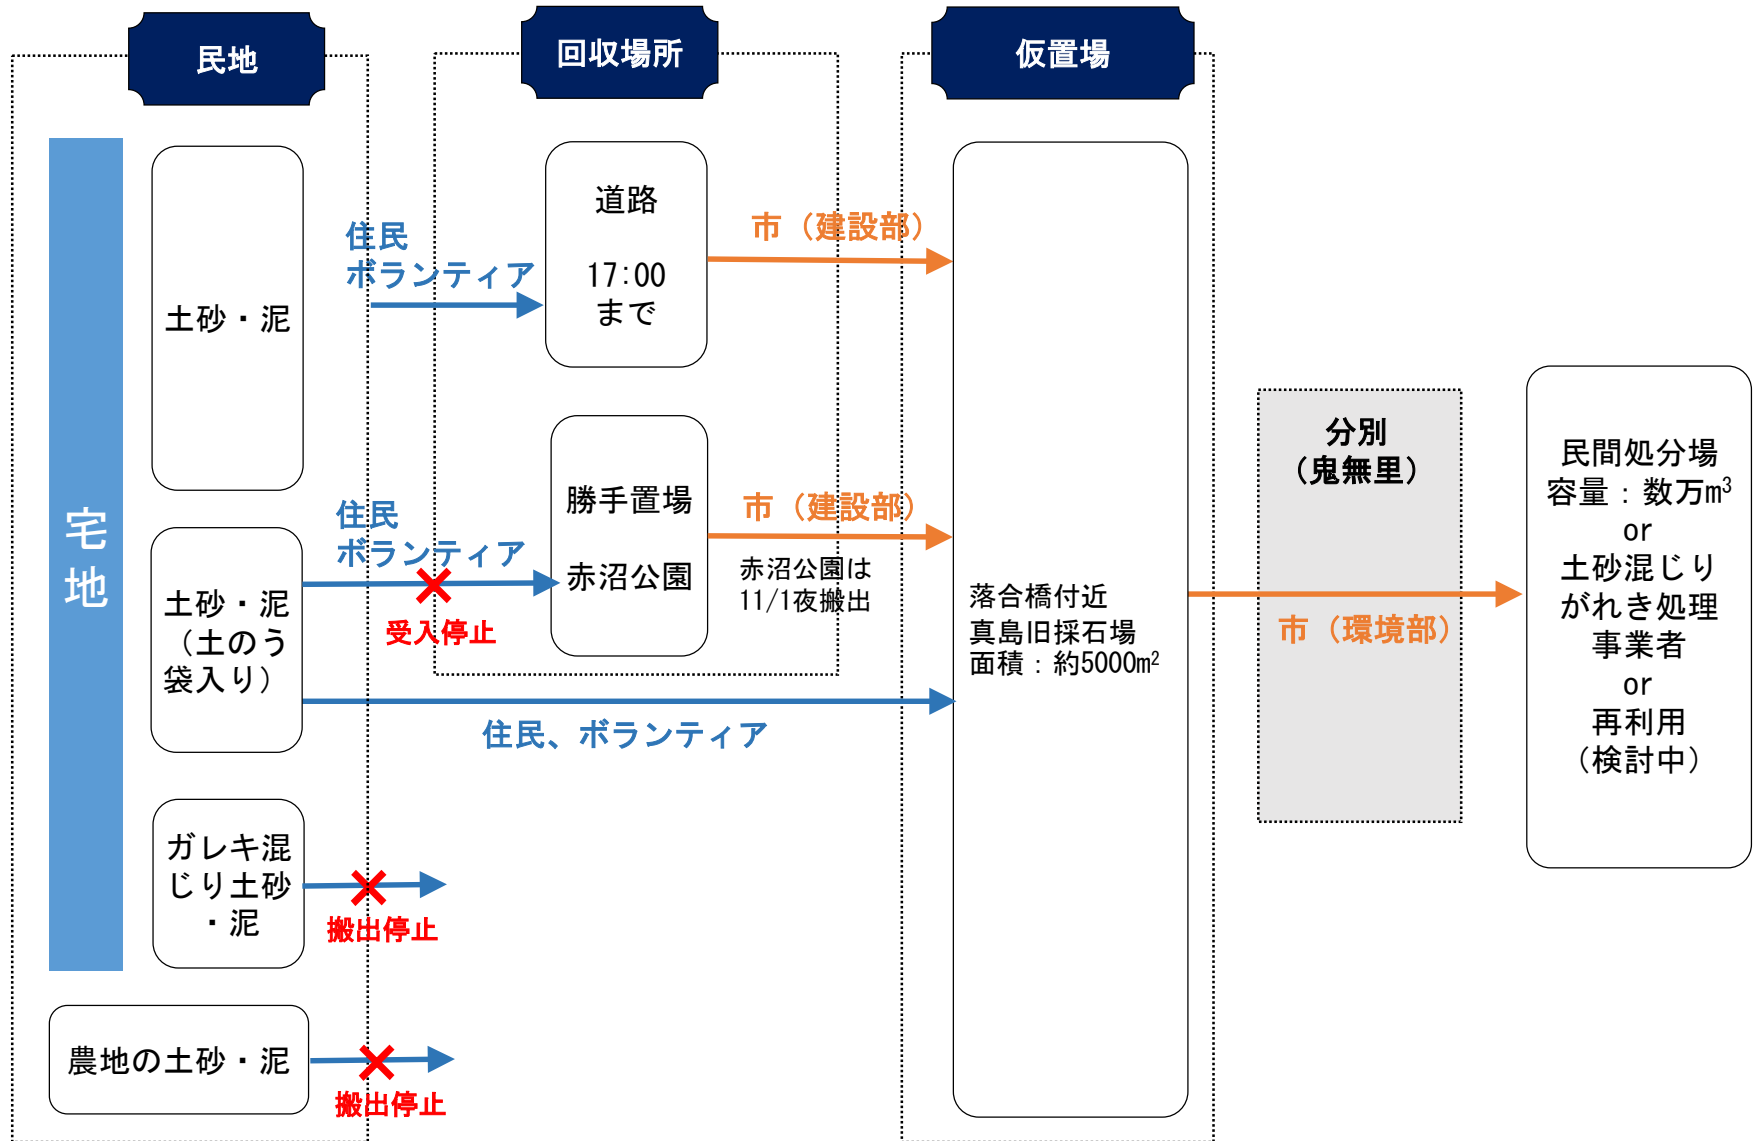 民地
回収場所
仮置場
宅
地
土砂・泥
住民
ボランティア
道路
17:00
まで
市（建設部）
土砂・泥
（土のう
袋入り）
住民
ボランティア
受入停止
勝手置場
赤沼公園
市（建設部）
赤沼公園は
11/1夜搬出
住民、ボランティア
落合橋付近
真島旧採石場
面積：約5000m²
分別
（鬼無里）
市（環境部）
民間処分場
容量：数万m³
or
土砂混じり
がれき処理
事業者
or
再利用
（検討中）
ガレキ混
じり土砂
・泥
搬出停止
農地の土砂・泥
搬出停止